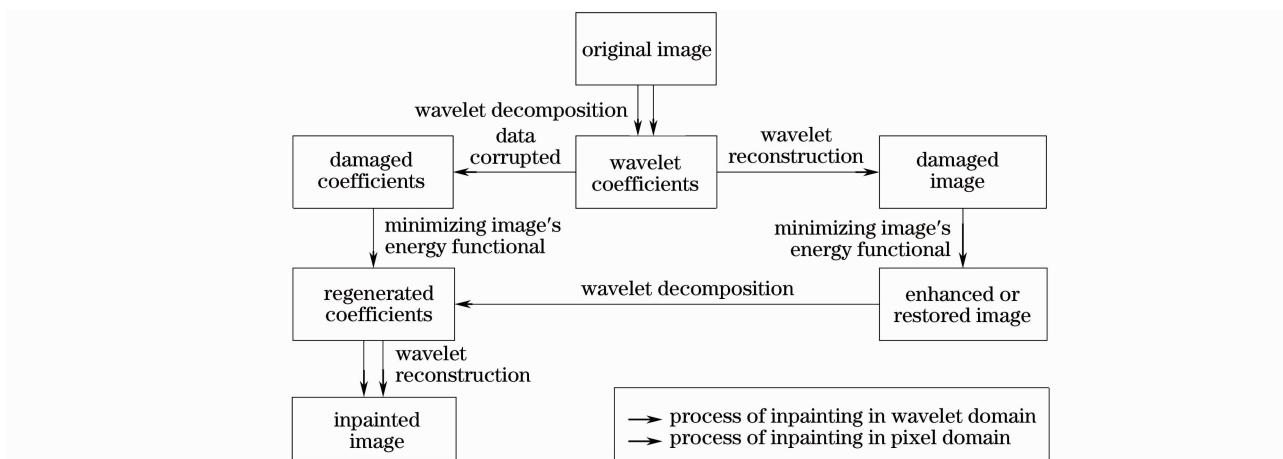 original image
wavelet decomposition
data
corrupted
wavelet
reconstruction
damaged
coefficients
wavelet
coefficients
damaged
image
minimizing image's
energy functional
minimizing image's
energy functional
regenerated
coefficients
wavelet decomposition
enhanced or
restored image
wavelet
reconstruction
inpainted
image
process of inpainting in wavelet domain
process of inpainting in pixel domain